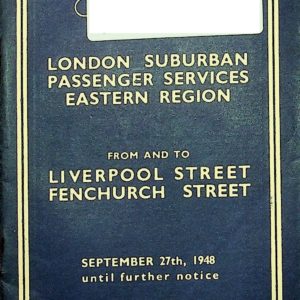 LONDON SUBURBAN
PASSENGER SERVICES
EASTERN REGION
FROM AND TO
LIVERPOOL STREET
FENCHURCH STREET
SEPTEMBER 27th, 1948
until further notice